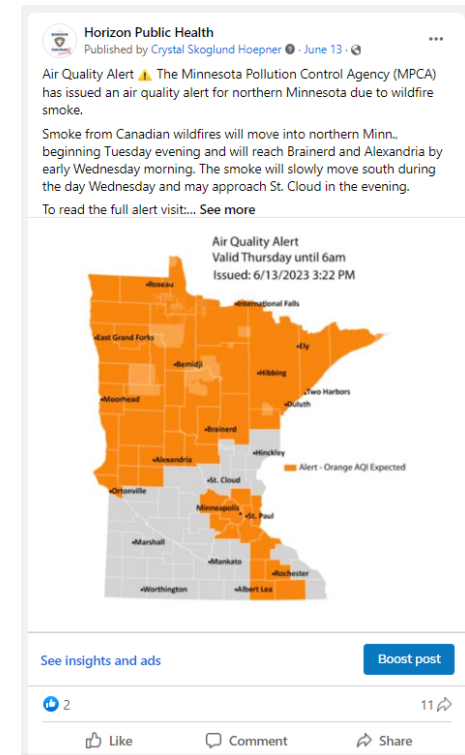 Horizon Public Health
Published by Crystal Skoglund Hoepner · June 13 ·
Air Quality Alert ⚠️ The Minnesota Pollution Control Agency (MPCA)
has issued an air quality alert for northern Minnesota due to wildfire
smoke.
Smoke from Canadian wildfires will move into northern Minn.,
beginning Tuesday evening and will reach Brainerd and Alexandria by
early Wednesday morning. The smoke will slowly move south during
the day Wednesday and may approach St. Cloud in the evening.
To read the full alert visit:... See more
Air Quality Alert
Valid Thursday until 6am
Issued: 6/13/2023 3:22 PM
Roseau
International Falls
East Grand Forks
Ely
Bemidji
Hibbing
Two Harbors
Moorhead
Duluth
Brainerd
Hinckley
Alexandria
Alert - Orange AQI Expected
St. Cloud
Ortonville
Minneapolis
St. Paul
Marshall
Mankato
Rochester
Worthington
Albert Lea
See insights and ads
Boost post
2
11
Like
Comment
Share